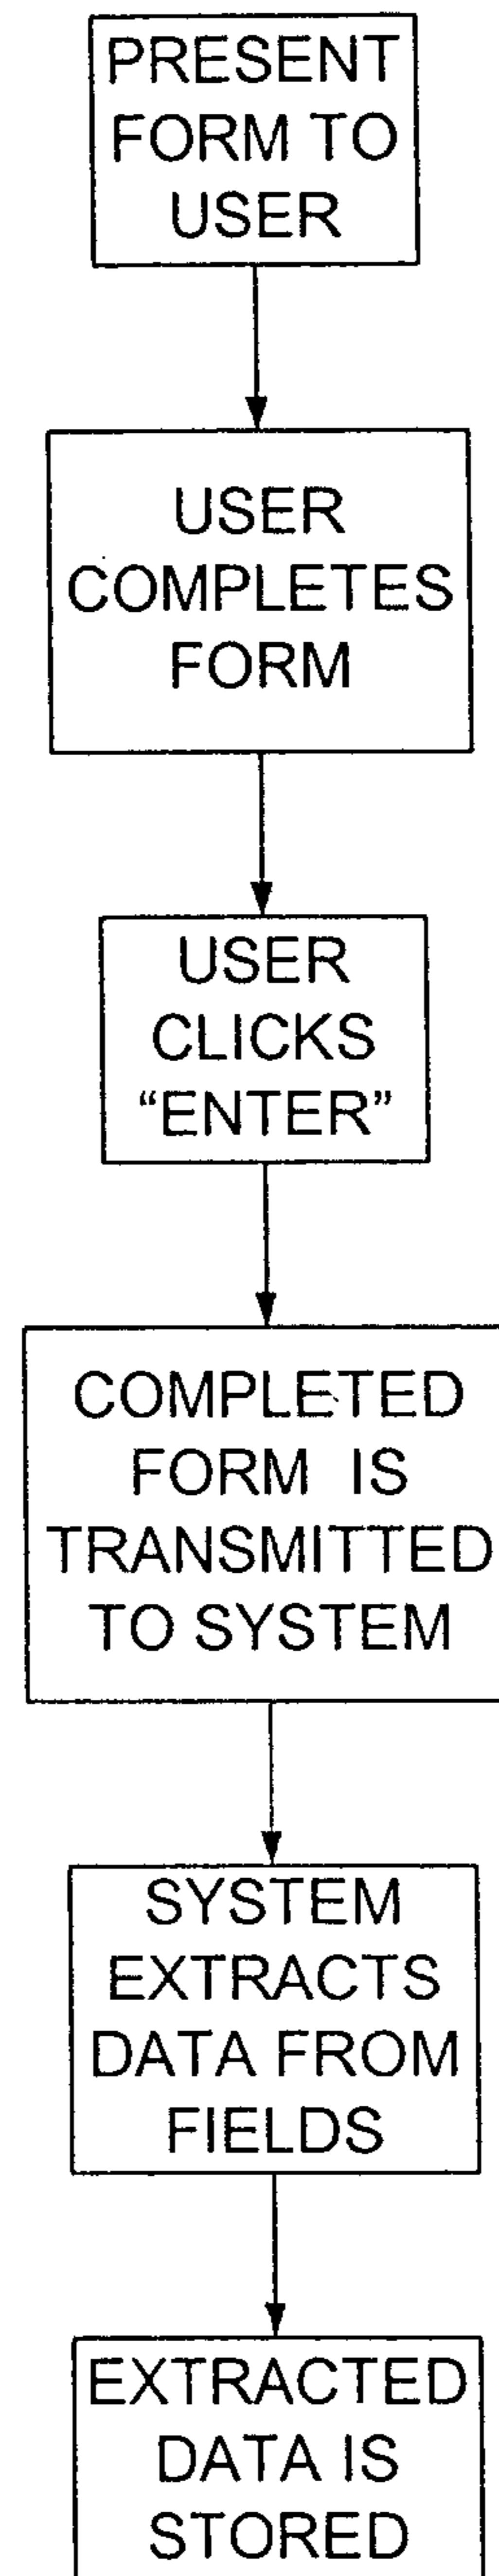 PRESENT
FORM TO
USER
USER
COMPLETES
FORM
USER
CLICKS
“ENTER”
COMPLETED
FORM IS
TRANSMITTED
TO SYSTEM
SYSTEM
EXTRACTS
DATA FROM
FIELDS
EXTRACTED
DATA IS
STORED